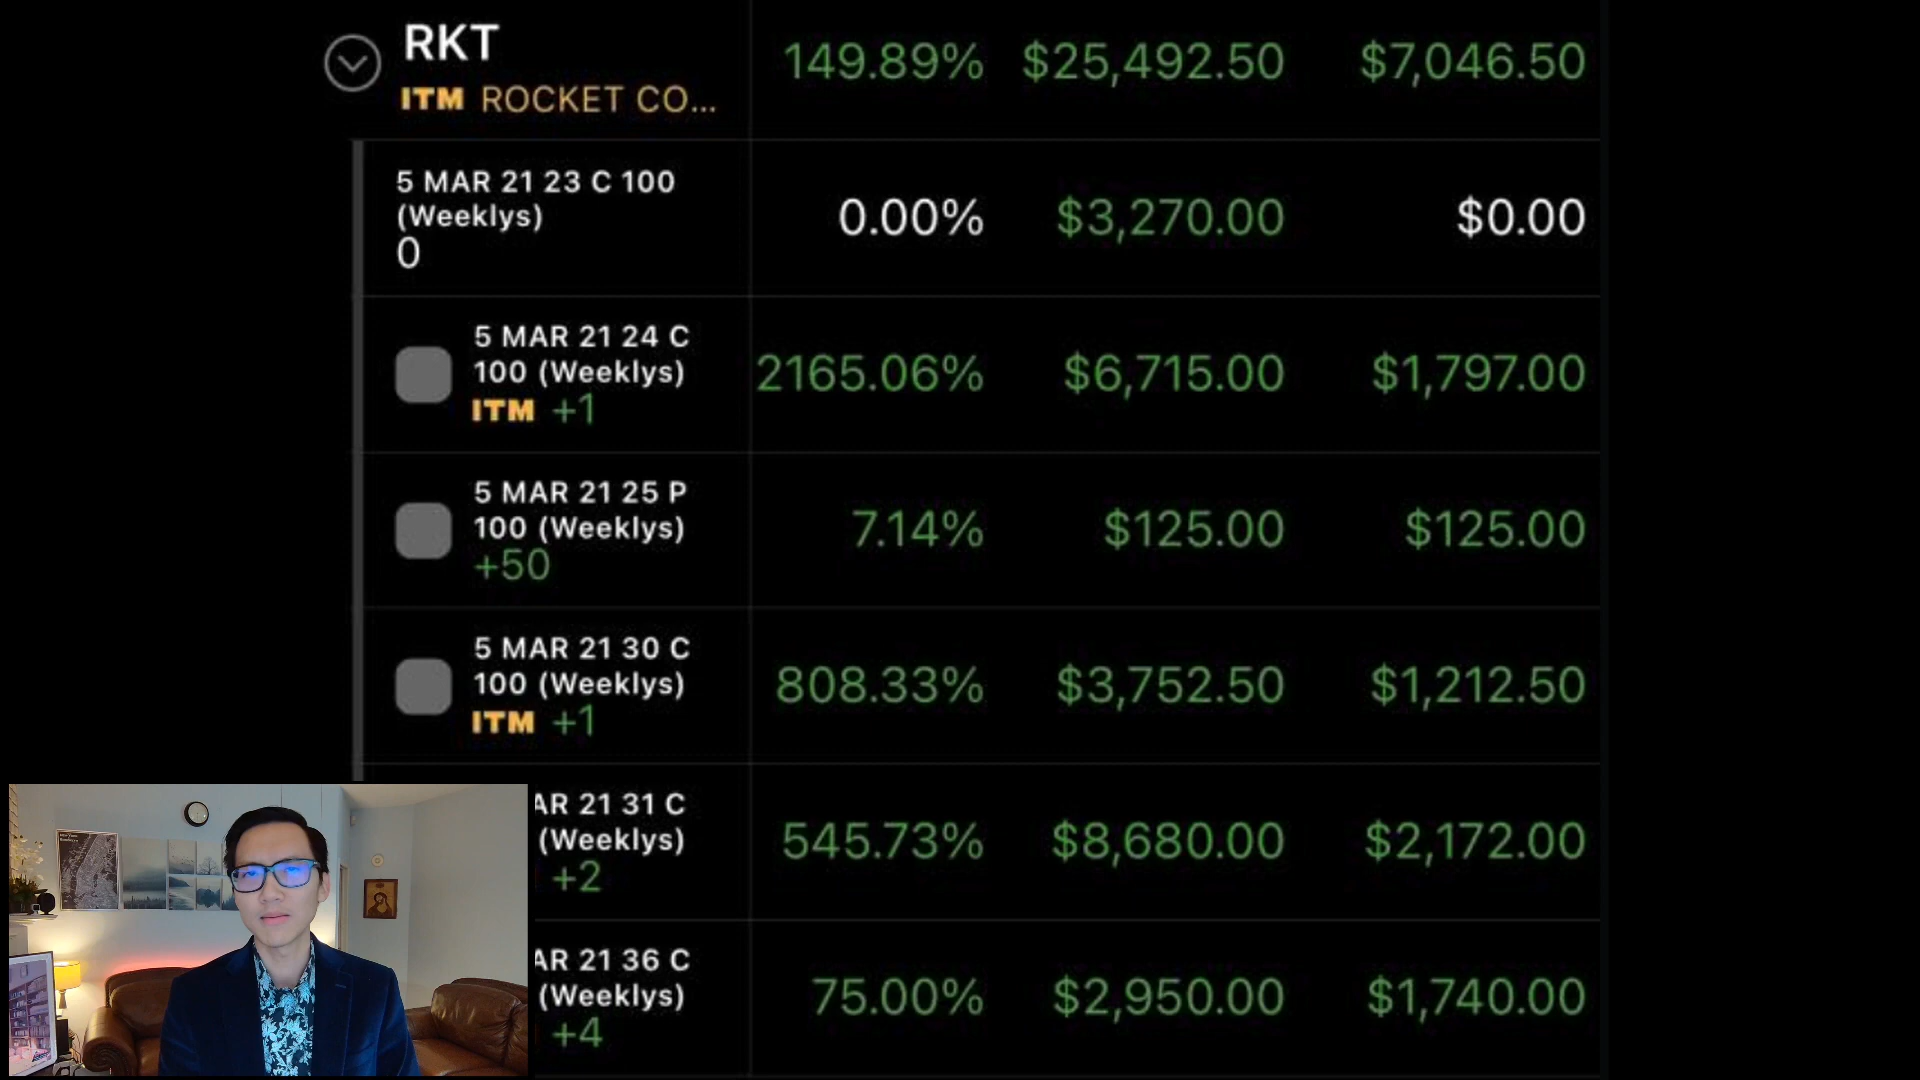 RKT
ITM ROCKET CO...
149.89% $25,492.50 $7,046.50
5 MAR 21 23 C 100
(Weeklys)
0
0.00% $3,270.00 $0.00
5 MAR 21 24 C
100 (Weeklys)
ITM +1
2165.06% $6,715.00 $1,797.00
5 MAR 21 25 P
100 (Weeklys)
+50
7.14% $125.00 $125.00
5 MAR 21 30 C
100 (Weeklys)
ITM +1
808.33% $3,752.50 $1,212.50
AR 21 31 C
(Weeklys)
+2
545.73% $8,680.00 $2,172.00
AR 21 36 C
(Weeklys)
+4
75.00% $2,950.00 $1,740.00